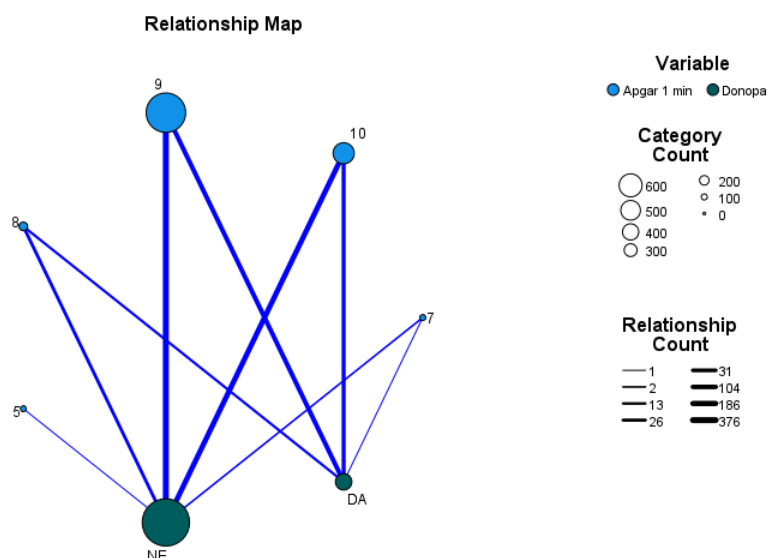 Relationship Map
9
10
8
7
5
DA
NE
Variable
Apgar 1 min
Donopa
Category
Count
600
500
400
300
200
100
0
Relationship
Count
1
2
13
26
31
104
186
376